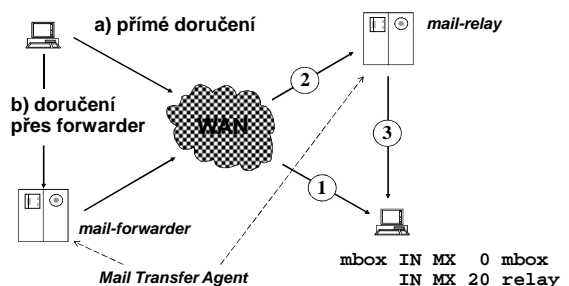 a) přímé doručení
mail-relay
b) doručení
přes forwarder
WAN
2
3
1
mail-forwarder
Mail Transfer Agent
mbox IN MX 0 mbox
IN MX 20 relay